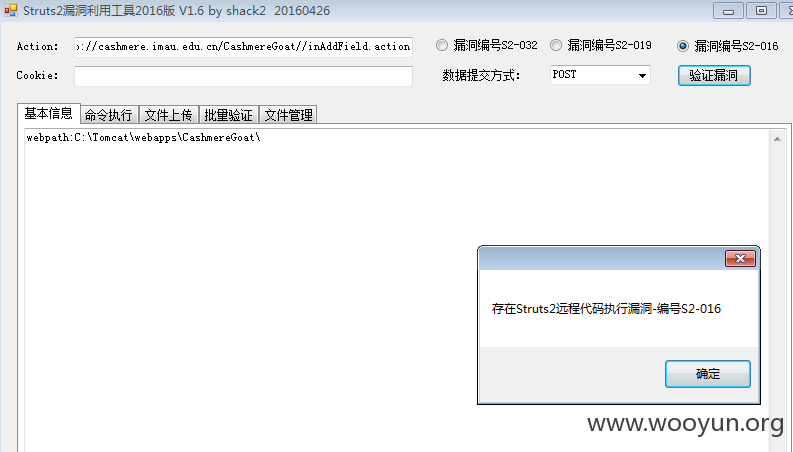 Struts2漏洞利用工具2016版 V1.6 by shack2 20160426
Action: ://cashmere.imau.edu.cn/CashmereGoat//inAddField.action
漏洞编号S2-032 漏洞编号S2-019 漏洞编号S2-016
Cookie:
数据提交方式: POST 验证漏洞
基本信息 命令执行 文件上传 批量验证 文件管理
webpath:C:\Tomcat\webapps\CashmereGoat\
存在Struts2远程代码执行漏洞-编号S2-016
确定
www.wooyun.org